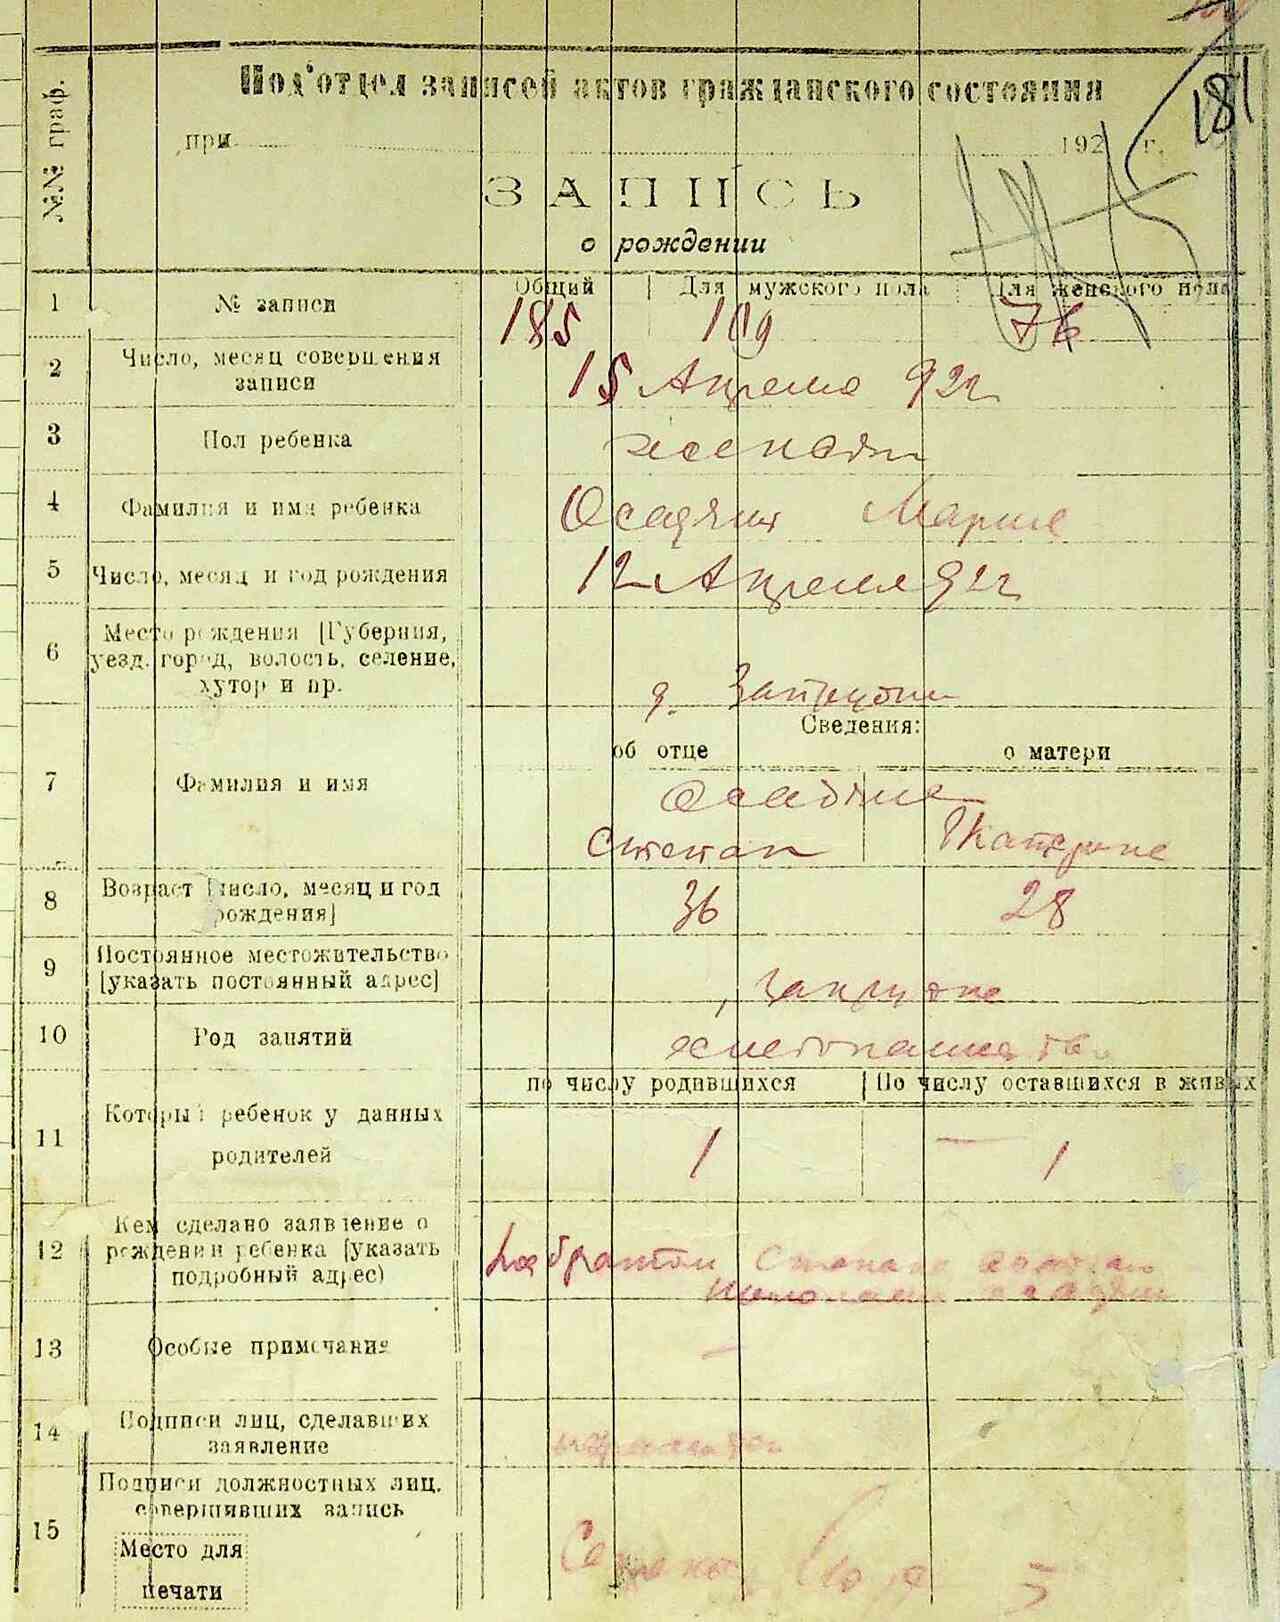 181
№№ граф.
Под'отдел записей актов гражданского состояния
при 192 г.
ЗАПИСЬ
о рождении
Общий Для мужского пола Для женского пола
1 № записи 185 109 76
2 Число, месяц совершения
записи 15 Апреля 922
3 Пол ребенка женский
4 Фамилия и имя ребенка Осадчая Мария
5 Число, месяц и год рождения 12 Апреля 922
6 Место рождения [Губерния,
уезд, город, волость, селение,
хутор и пр. д.
Сведения:
об отце о матери
7 Фамилия и имя
Степан
8 Возраст [число, месяц и год
рождения] 36 28
9 Постоянное местожительство
[указать постоянный адрес]
10 Род занятий хлебопашество
по числу родившихся По числу оставшихся в живых
11 Который ребенок у данных
родителей 1 1
12 Кем сделано заявление о
рождении ребенка [указать
подробный адрес)
13 Особые примечания —
14 Подписи лиц, сделавших
заявление
15 Подписи должностных лиц,
совершивших запись
Место для
печати